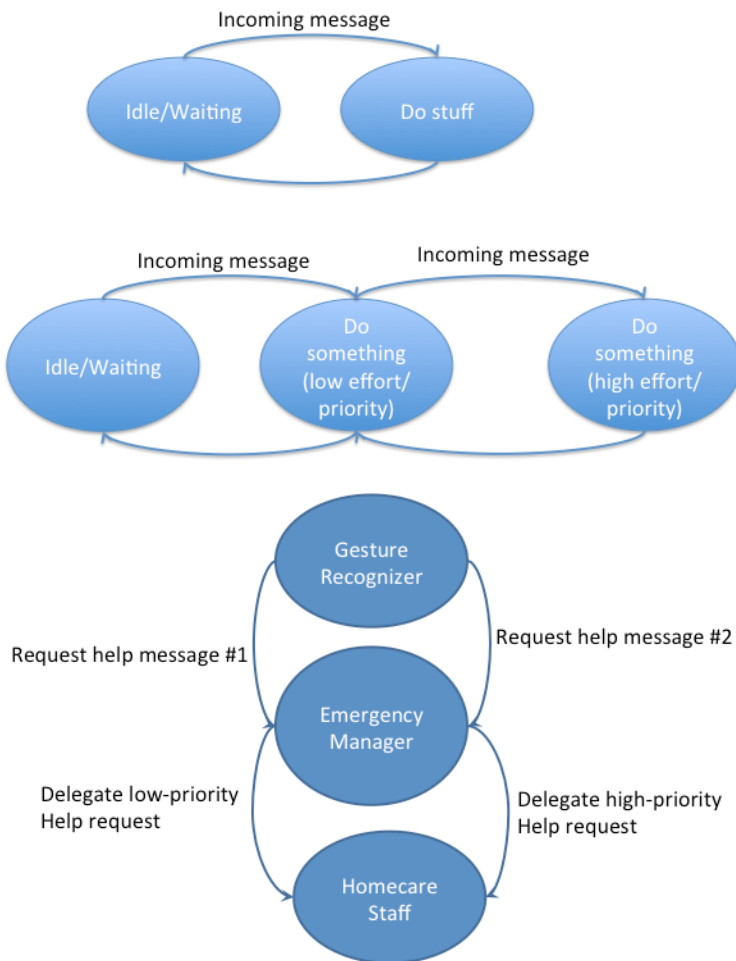 Incoming message
Idle/Waiting
Do stuff
Incoming message
Incoming message
Idle/Waiting
Do
something
(low effort/
priority)
Do
something
(high effort/
priority)
Gesture
Recognizer
Request help message #1
Request help message #2
Emergency
Manager
Delegate low-priority
Help request
Delegate high-priority
Help request
Homecare
Staff